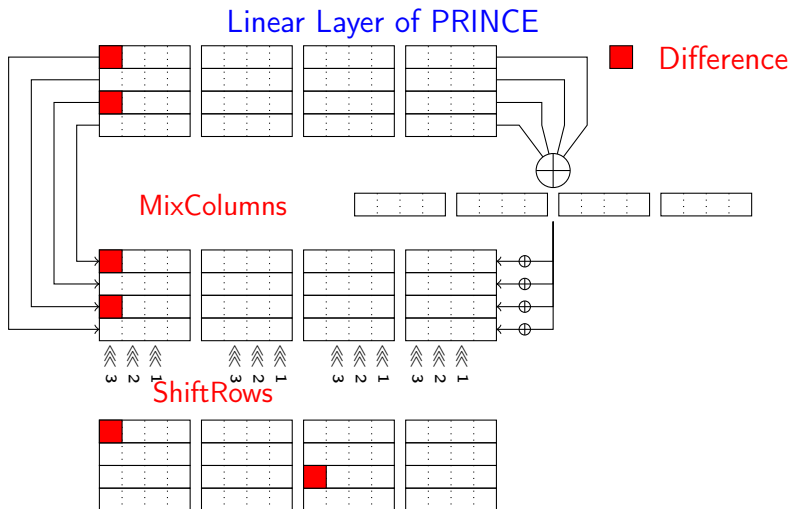 Linear Layer of PRINCE
Difference
MixColumns
3 2 1 3 2 1 3 2 1 3 2 1
ShiftRows